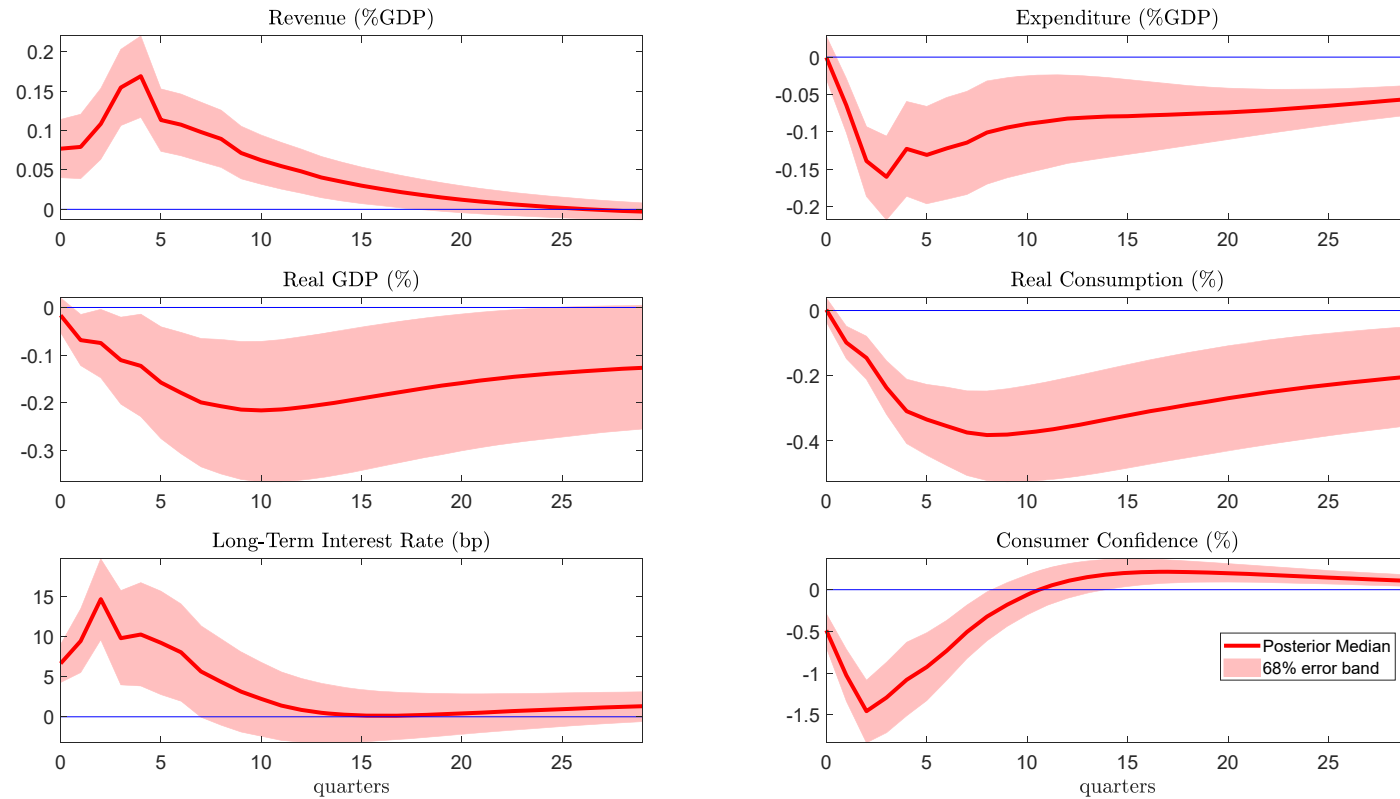 Revenue (%GDP)
0.2
0.15
0.1
0.05
0
0 5 10 15 20 25
Expenditure (%GDP)
0
-0.05
-0.1
-0.15
-0.2
0 5 10 15 20 25
Real GDP (%)
0
-0.1
-0.2
-0.3
0 5 10 15 20 25
Real Consumption (%)
0
-0.2
-0.4
0 5 10 15 20 25
Long-Term Interest Rate (bp)
15
10
5
0
0 5 10 15 20 25
quarters
Consumer Confidence (%)
0
-0.5
-1
-1.5
Posterior Median
68% error band
0 5 10 15 20 25
quarters